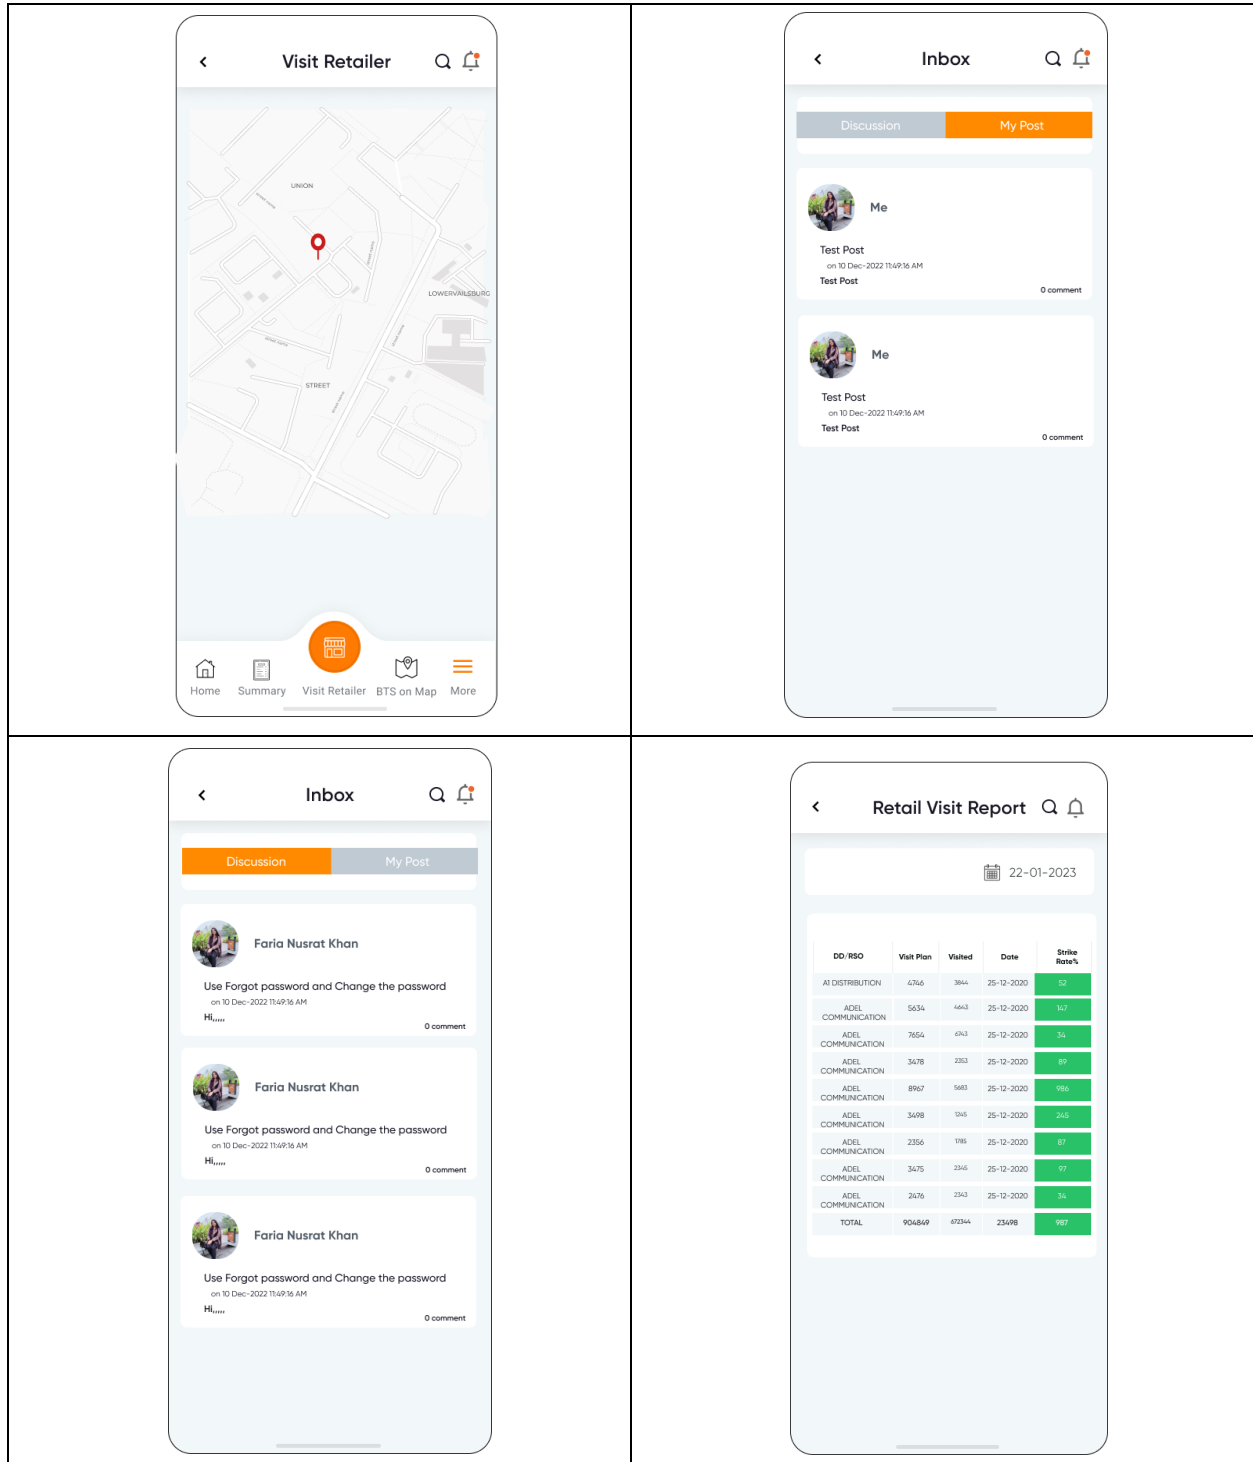 Visit Retailer
UNION
street name
street name
LOWERVAILSBURG
street name
street name
STREET
street name
Home Summary Visit Retailer BTS on Map More
Inbox
Discussion My Post
Me
Test Post
on 10 Dec-2022 11:49:16 AM
Test Post
0 comment
Me
Test Post
on 10 Dec-2022 11:49:16 AM
Test Post
0 comment
Inbox
Discussion My Post
Faria Nusrat Khan
Use Forgot password and Change the password
on 10 Dec-2022 11:49:16 AM
Hi,,,,,
0 comment
Faria Nusrat Khan
Use Forgot password and Change the password
on 10 Dec-2022 11:49:16 AM
Hi,,,,,
0 comment
Faria Nusrat Khan
Use Forgot password and Change the password
on 10 Dec-2022 11:49:16 AM
Hi,,,,,
0 comment
Retail Visit Report
22-01-2023
DD/RSO Visit Plan Visited Date Strike Rate%
A1 DISTRIBUTION 4746 3844 25-12-2020 52
ADEL COMMUNICATION 5634 4643 25-12-2020 147
ADEL COMMUNICATION 7654 6743 25-12-2020 34
ADEL COMMUNICATION 3478 2353 25-12-2020 89
ADEL COMMUNICATION 8967 5683 25-12-2020 986
ADEL COMMUNICATION 3498 1245 25-12-2020 245
ADEL COMMUNICATION 2356 1785 25-12-2020 87
ADEL COMMUNICATION 3475 2345 25-12-2020 97
ADEL COMMUNICATION 2476 2343 25-12-2020 34
TOTAL 904849 672344 23498 987